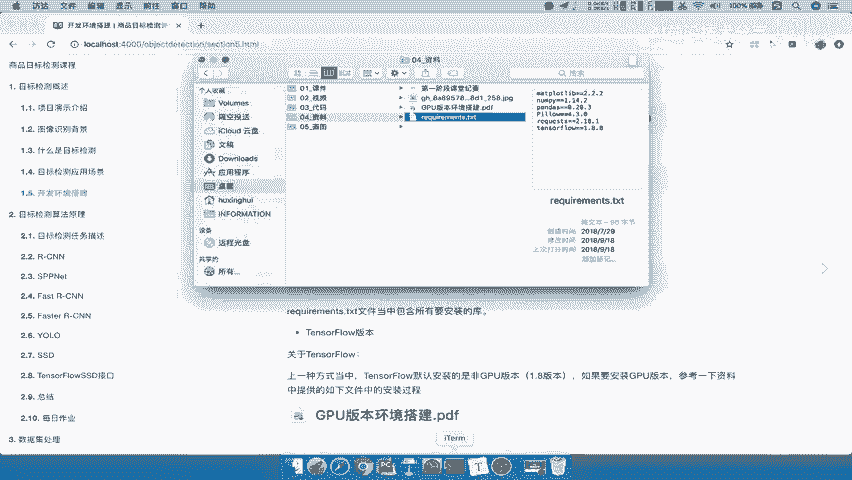 访达 文件 编辑 显示 前往 窗口 帮助
100%
开发环境搭建 | 商品目标检测课
localhost:4000/objectdetection/section5.html
商品目标检测课程
1. 目标检测概述
1.1. 项目演示介绍
1.2. 图像识别背景
1.3. 什么是目标检测
1.4. 目标检测应用场景
1.5. 开发环境搭建
2. 目标检测算法原理
2.1. 目标检测任务描述
2.2. R-CNN
2.3. SPPNet
2.4. Fast R-CNN
2.5. Faster R-CNN
2.6. YOLO
2.7. SSD
2.8. TensorFlowSSD接口
2.9. 总结
2.10. 每日作业
3. 数据集处理
04_资料
搜索
个人收藏
Volumes
隔空投送
iCloud 云盘
文稿
Downloads
应用程序
桌面
huxinghui
INFORMATION
设备
远程光盘
共享的
所有...
01_课件
02_视频
03_代码
04_资料
05_画图
第一阶段课堂纪要
GPU版本环境搭建.pdf
requirements.txt
matplotlib==2.2.2
numpy==1.14.2
pandas==0.20.3
Pillow==4.3.0
requests==2.18.1
tensorflow==1.8.0
requirements.txt
纯文本 - 96 字节
创建时间 2018/7/29
修改时间 2018/9/18
上次打开时间 2018/9/18
添加标记...
requirements.txt文件当中包含所有要安装的库。
TensorFlow版本
关于TensorFlow：
上一种方式当中，TensorFlow默认安装的是非GPU版本（1.8版本），如果要安装GPU版本，参考一下资料
中提供的如下文件中的安装过程
GPU版本环境搭建.pdf
iTerm